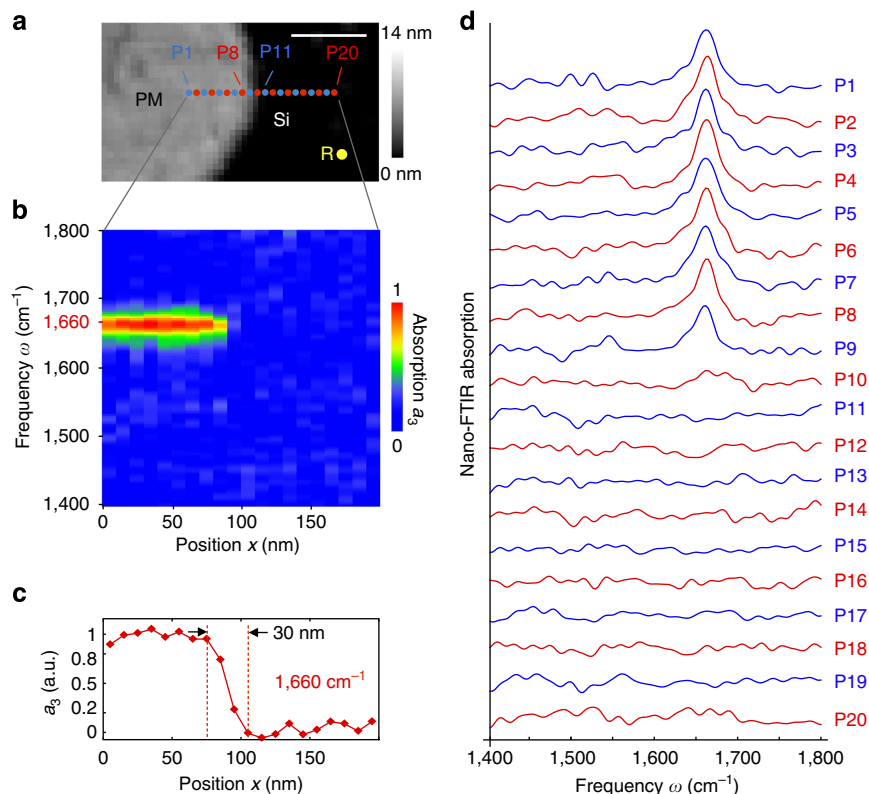 a
14 nm
P1 P8 P11 P20
PM
Si
R
0 nm
b
1,800
1,700
1,660
1,600
1,500
1,400
Frequency ω (cm⁻¹)
0 50 100 150
Position x (nm)
1
Absorption a₃
0
c
1
0.8
0.5
0.2
0
a₃ (a.u.)
30 nm
1,660 cm⁻¹
0 50 100 150
Position x (nm)
d
Nano-FTIR absorption
P1
P2
P3
P4
P5
P6
P7
P8
P9
P10
P11
P12
P13
P14
P15
P16
P17
P18
P19
P20
1,400 1,500 1,600 1,700 1,800
Frequency ω (cm⁻¹)